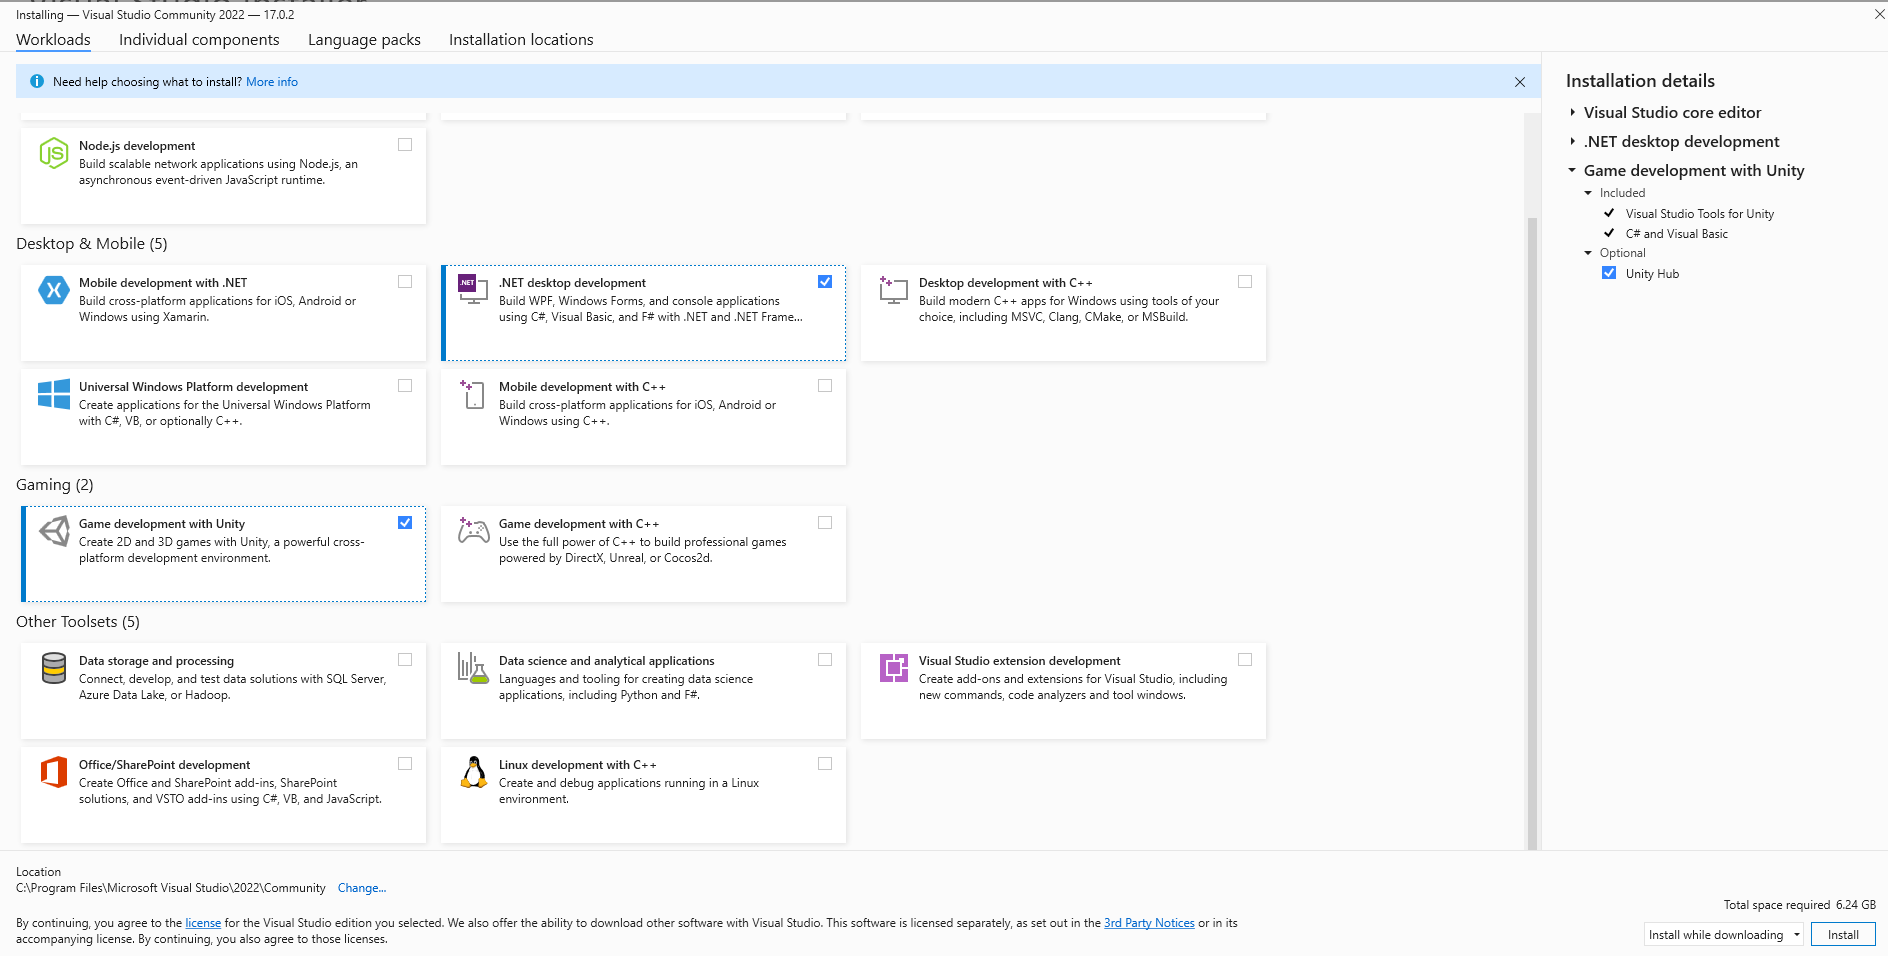 Installing — Visual Studio Community 2022 — 17.0.2
Workloads
Individual components
Language packs
Installation locations
Need help choosing what to install? More info
Node.js development
Build scalable network applications using Node.js, an
asynchronous event-driven JavaScript runtime.
Desktop & Mobile (5)
Mobile development with .NET
Build cross-platform applications for iOS, Android or
Windows using Xamarin.
.NET
.NET desktop development
Build WPF, Windows Forms, and console applications
using C#, Visual Basic, and F# with .NET and .NET Frame...
Desktop development with C++
Build modern C++ apps for Windows using tools of your
choice, including MSVC, Clang, CMake, or MSBuild.
Universal Windows Platform development
Create applications for the Universal Windows Platform
with C#, VB, or optionally C++.
Mobile development with C++
Build cross-platform applications for iOS, Android or
Windows using C++.
Gaming (2)
Game development with Unity
Create 2D and 3D games with Unity, a powerful cross-
platform development environment.
Game development with C++
Use the full power of C++ to build professional games
powered by DirectX, Unreal, or Cocos2d.
Other Toolsets (5)
Data storage and processing
Connect, develop, and test data solutions with SQL Server,
Azure Data Lake, or Hadoop.
Data science and analytical applications
Languages and tooling for creating data science
applications, including Python and F#.
Visual Studio extension development
Create add-ons and extensions for Visual Studio, including
new commands, code analyzers and tool windows.
Office/SharePoint development
Create Office and SharePoint add-ins, SharePoint
solutions, and VSTO add-ins using C#, VB, and JavaScript.
Linux development with C++
Create and debug applications running in a Linux
environment.
Installation details
Visual Studio core editor
.NET desktop development
Game development with Unity
Included
Visual Studio Tools for Unity
C# and Visual Basic
Optional
Unity Hub
Location
C:\Program Files\Microsoft Visual Studio\2022\Community Change...
By continuing, you agree to the license for the Visual Studio edition you selected. We also offer the ability to download other software with Visual Studio. This software is licensed separately, as set out in the 3rd Party Notices or in its
accompanying license. By continuing, you also agree to those licenses.
Total space required 6.24 GB
Install while downloading
Install